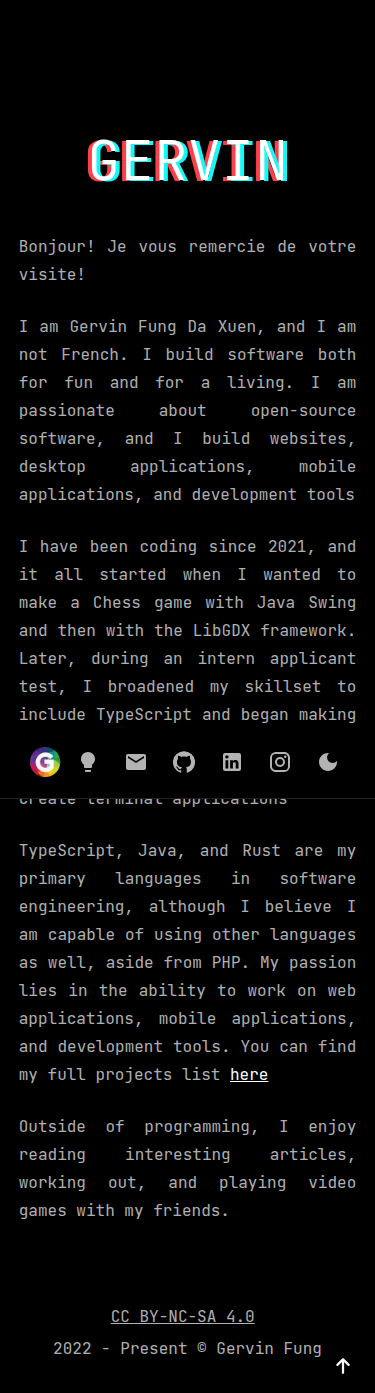 GERVIN
Bonjour! Je vous remercie de votre
visite!
I am Gervin Fung Da Xuen, and I am
not French. I build software both
for fun and for a living. I am
passionate about open-source
software, and I build websites,
desktop applications, mobile
applications, and development tools
I have been coding since 2021, and
it all started when I wanted to
make a Chess game with Java Swing
and then with the LibGDX framework.
Later, during an intern applicant
test, I broadened my skillset to
include TypeScript and began making
G
create terminal applications
TypeScript, Java, and Rust are my
primary languages in software
engineering, although I believe I
am capable of using other languages
as well, aside from PHP. My passion
lies in the ability to work on web
applications, mobile applications,
and development tools. You can find
my full projects list here
Outside of programming, I enjoy
reading interesting articles,
working out, and playing video
games with my friends.
CC BY-NC-SA 4.0
2022 - Present © Gervin Fung